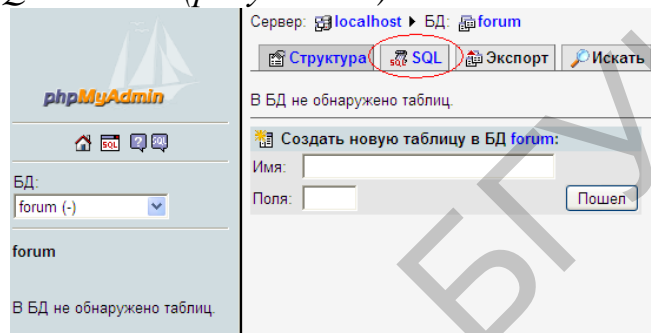 Сервер: localhost ▶ БД: forum
Структура SQL Экспорт Искать
phpMyAdmin
В БД не обнаружено таблиц.
Создать новую таблицу в БД forum:
Имя:
Поля: Пошел
БД:
forum (-)
forum
В БД не обнаружено таблиц.
БГУ